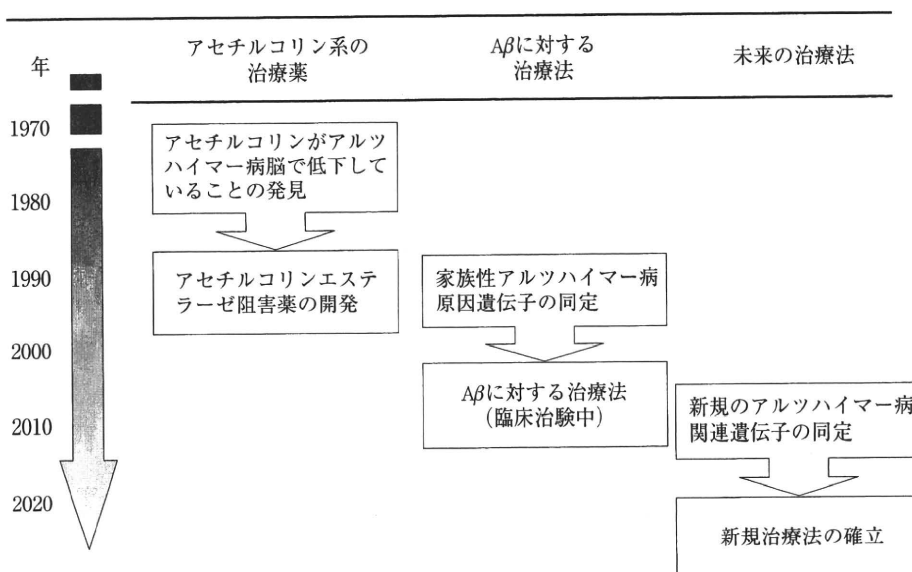 年
アセチルコリン系の
治療薬
Aβに対する
治療法
未来の治療法
1970
1980
1990
2000
2010
2020
アセチルコリンがアルツ
ハイマー病脳で低下して
いることの発見
アセチルコリンエステ
ラーゼ阻害薬の開発
家族性アルツハイマー病
原因遺伝子の同定
Aβに対する治療法
(臨床治験中)
新規のアルツハイマー病
関連遺伝子の同定
新規治療法の確立